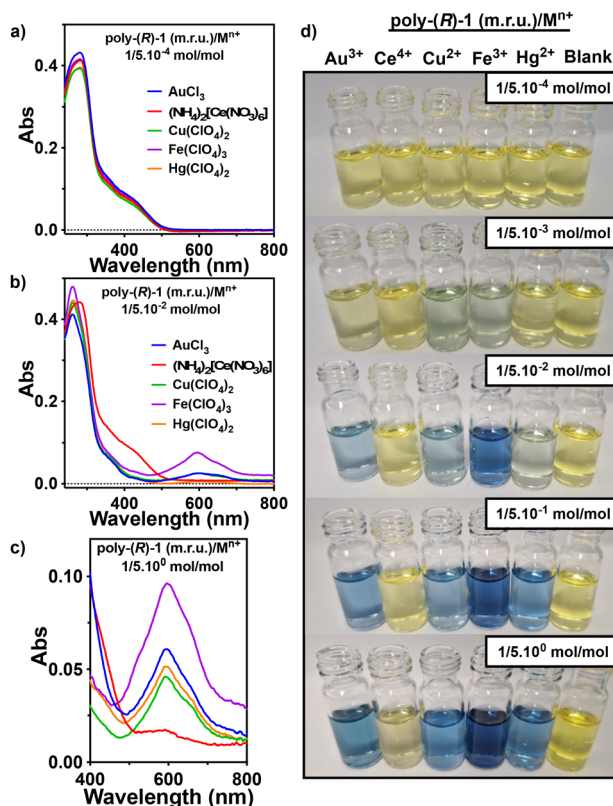 a)
poly-(R)-1 (m.r.u.)/Mⁿ⁺
1/5.10⁻⁴ mol/mol
AuCl₃
(NH₄)₂[Ce(NO₃)₆]
Cu(ClO₄)₂
Fe(ClO₄)₃
Hg(ClO₄)₂
Abs
0.4
0.2
0.0
400 600 800
Wavelength (nm)
b)
poly-(R)-1 (m.r.u.)/Mⁿ⁺
1/5.10⁻² mol/mol
AuCl₃
(NH₄)₂[Ce(NO₃)₆]
Cu(ClO₄)₂
Fe(ClO₄)₃
Hg(ClO₄)₂
Abs
0.4
0.2
0.0
400 600 800
Wavelength (nm)
c)
poly-(R)-1 (m.r.u.)/Mⁿ⁺
1/5.10⁰ mol/mol
Abs
0.10
0.05
0.00
400 500 600 700 800
Wavelength (nm)
d)
poly-(R)-1 (m.r.u.)/Mⁿ⁺
Au³⁺ Ce⁴⁺ Cu²⁺ Fe³⁺ Hg²⁺ Blank
1/5.10⁻⁴ mol/mol
1/5.10⁻³ mol/mol
1/5.10⁻² mol/mol
1/5.10⁻¹ mol/mol
1/5.10⁰ mol/mol